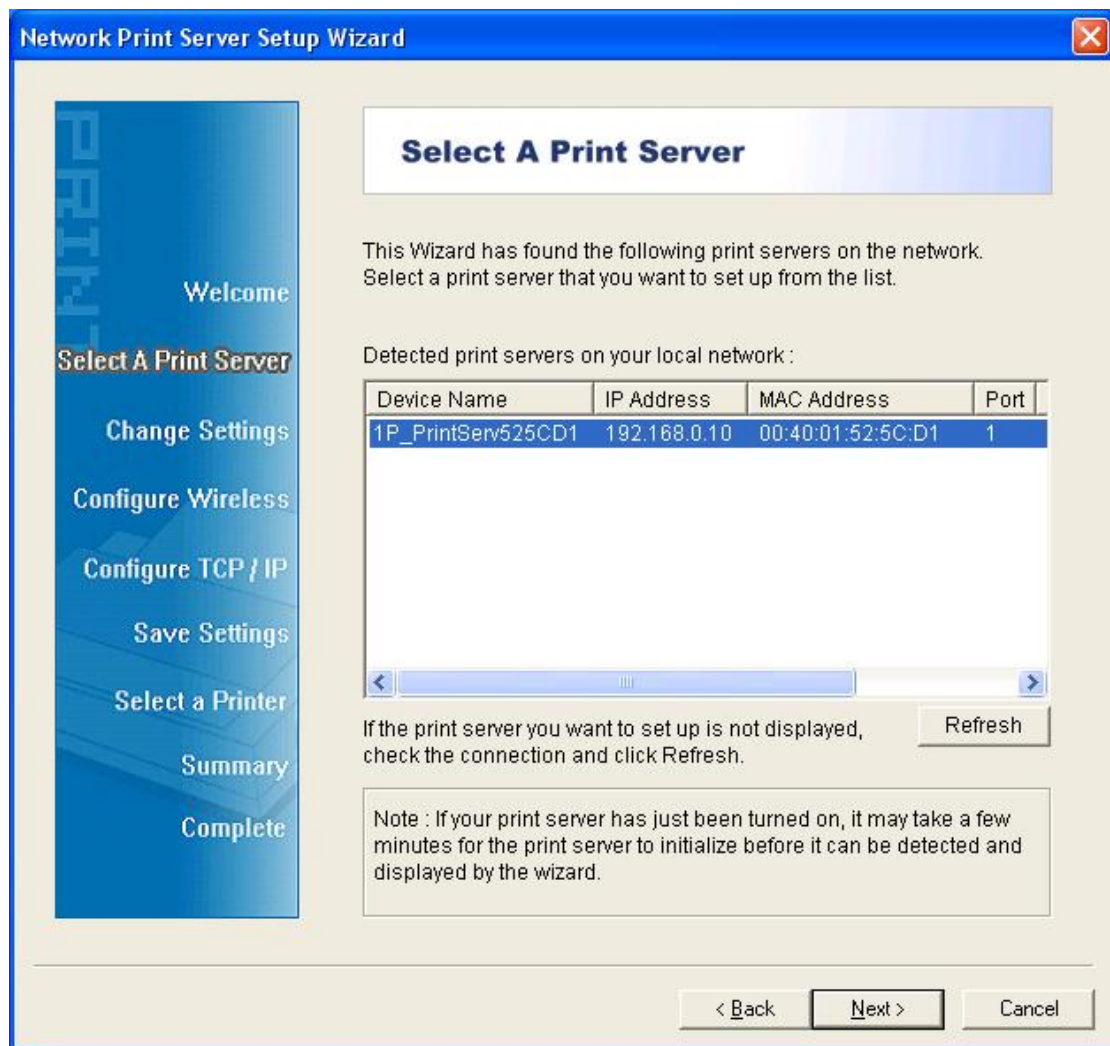 Network Print Server Setup Wizard
PRINT
Welcome
Select A Print Server
Change Settings
Configure Wireless
Configure TCP / IP
Save Settings
Select a Printer
Summary
Complete
Select A Print Server
This Wizard has found the following print servers on the network.
Select a print server that you want to set up from the list.
Detected print servers on your local network :
Device Name IP Address MAC Address Port
1P_PrintServ525CD1 192.168.0.10 00:40:01:52:5C:D1 1
If the print server you want to set up is not displayed,
check the connection and click Refresh.
Refresh
Note : If your print server has just been turned on, it may take a few
minutes for the print server to initialize before it can be detected and
displayed by the wizard.
< Back Next > Cancel